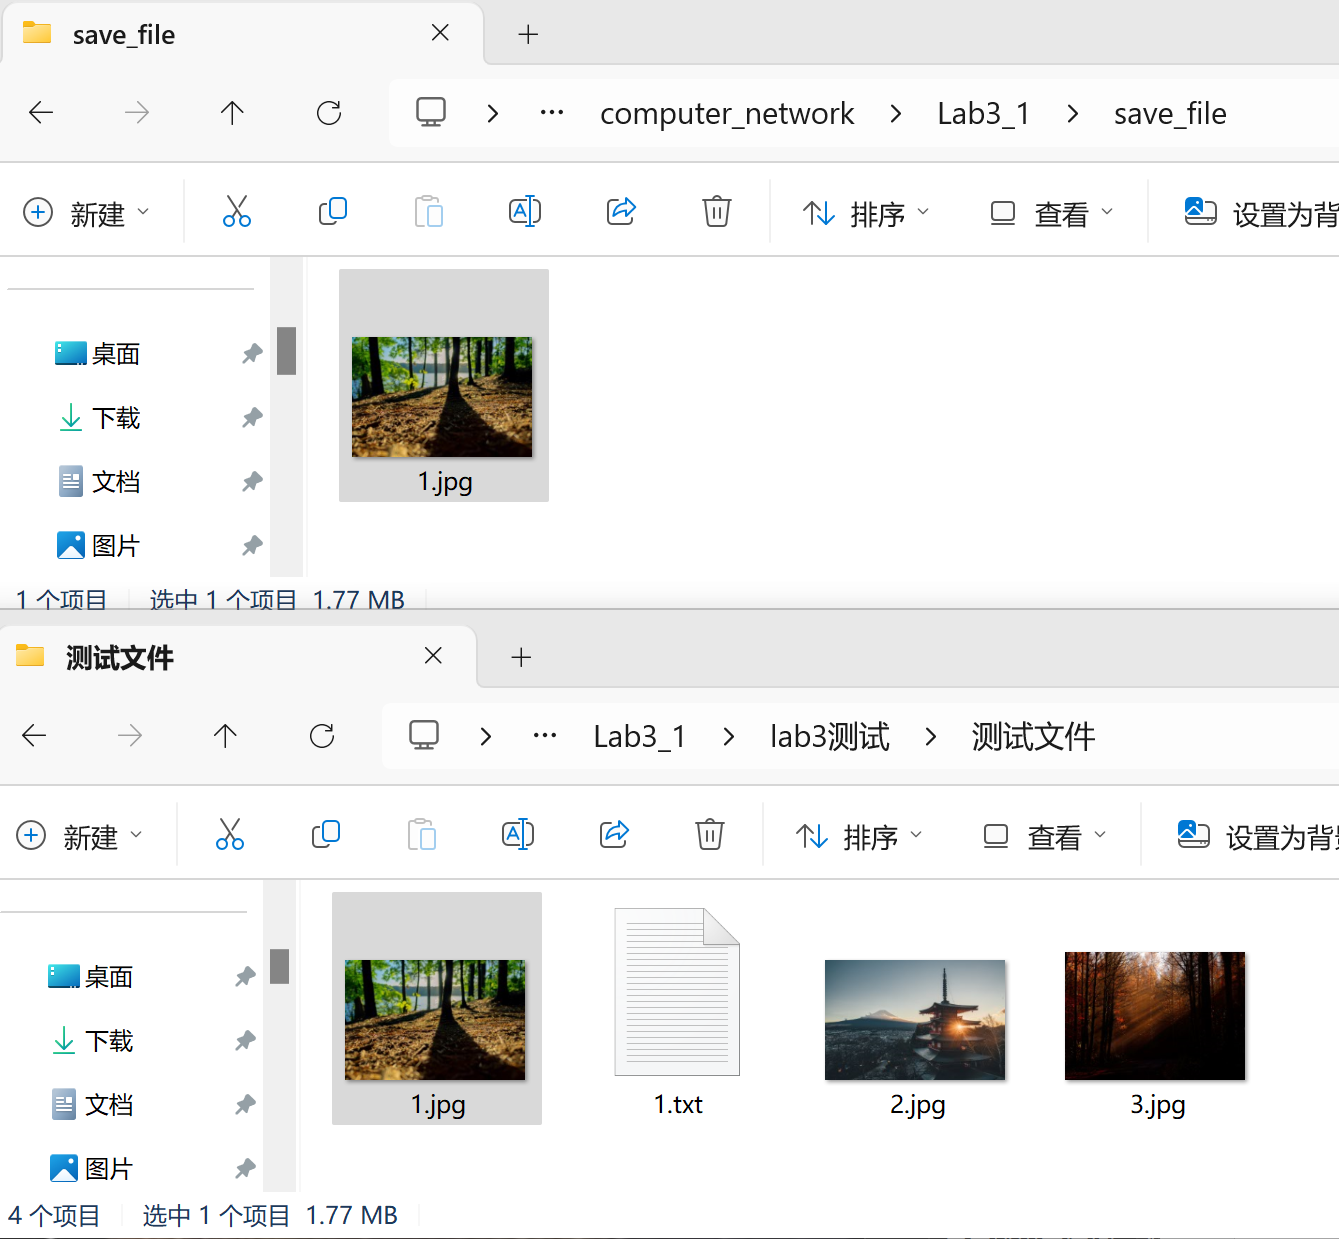 save_file
computer_network Lab3_1 save_file
新建 排序 查看 设置为背
桌面
下载
文档
图片
1.jpg
1 个项目 选中 1 个项目 1.77 MB
测试文件
Lab3_1 lab3测试 测试文件
新建 排序 查看 设置为背
桌面
下载
文档
图片
1.jpg 1.txt 2.jpg 3.jpg
4 个项目 选中 1 个项目 1.77 MB